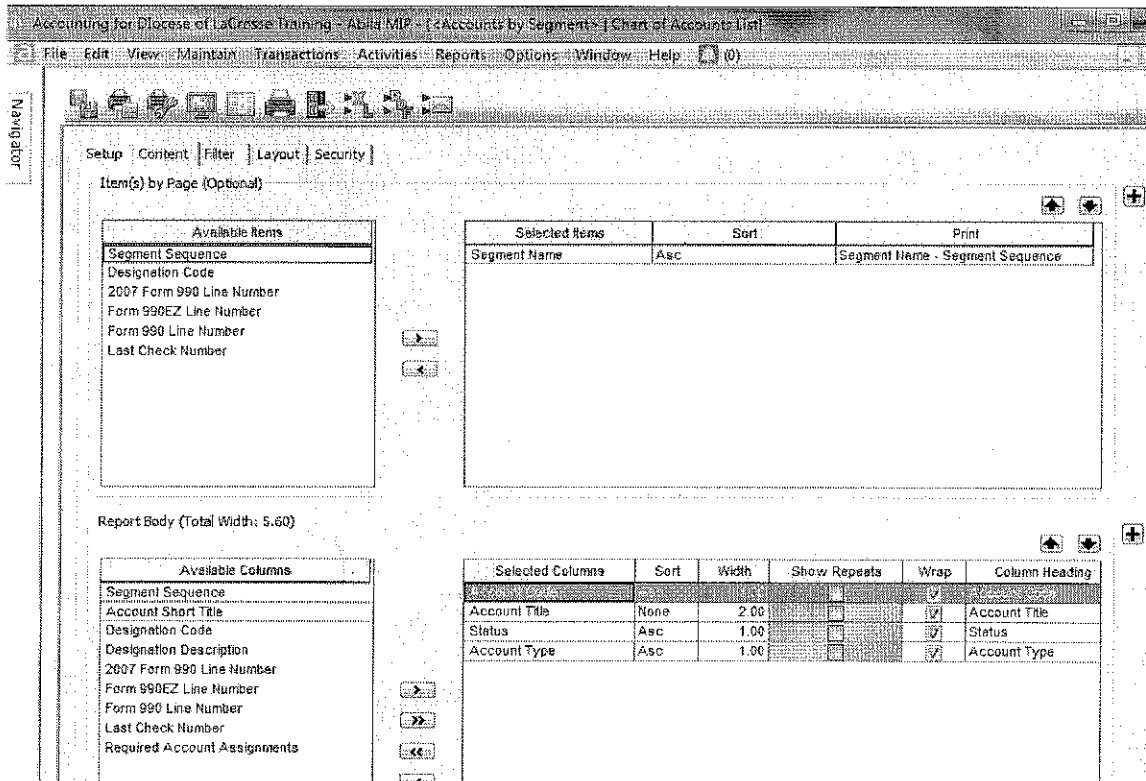 Accounting for Diocese of LaCrosse Training - Abila MIP - [<Accounts by Segment> [Chart of Accounts List]
File Edit View Maintain Transactions Activities Reports Options Window Help (0)
Navigator
Setup Content Filter Layout Security
Item(s) by Page (Optional)
Available Items
Segment Sequence
Designation Code
2007 Form 990 Line Number
Form 990EZ Line Number
Form 990 Line Number
Last Check Number
Selected Items Sort Print
Segment Name Asc Segment Name - Segment Sequence
Report Body (Total Width: 5.60)
Available Columns
Segment Sequence
Account Short Title
Designation Code
Designation Description
2007 Form 990 Line Number
Form 990EZ Line Number
Form 990 Line Number
Last Check Number
Required Account Assignments
Selected Columns Sort Width Show Repeats Wrap Column Heading
Account Title None 2.00 Account Title
Status Asc 1.00 Status
Account Type Asc 1.00 Account Type